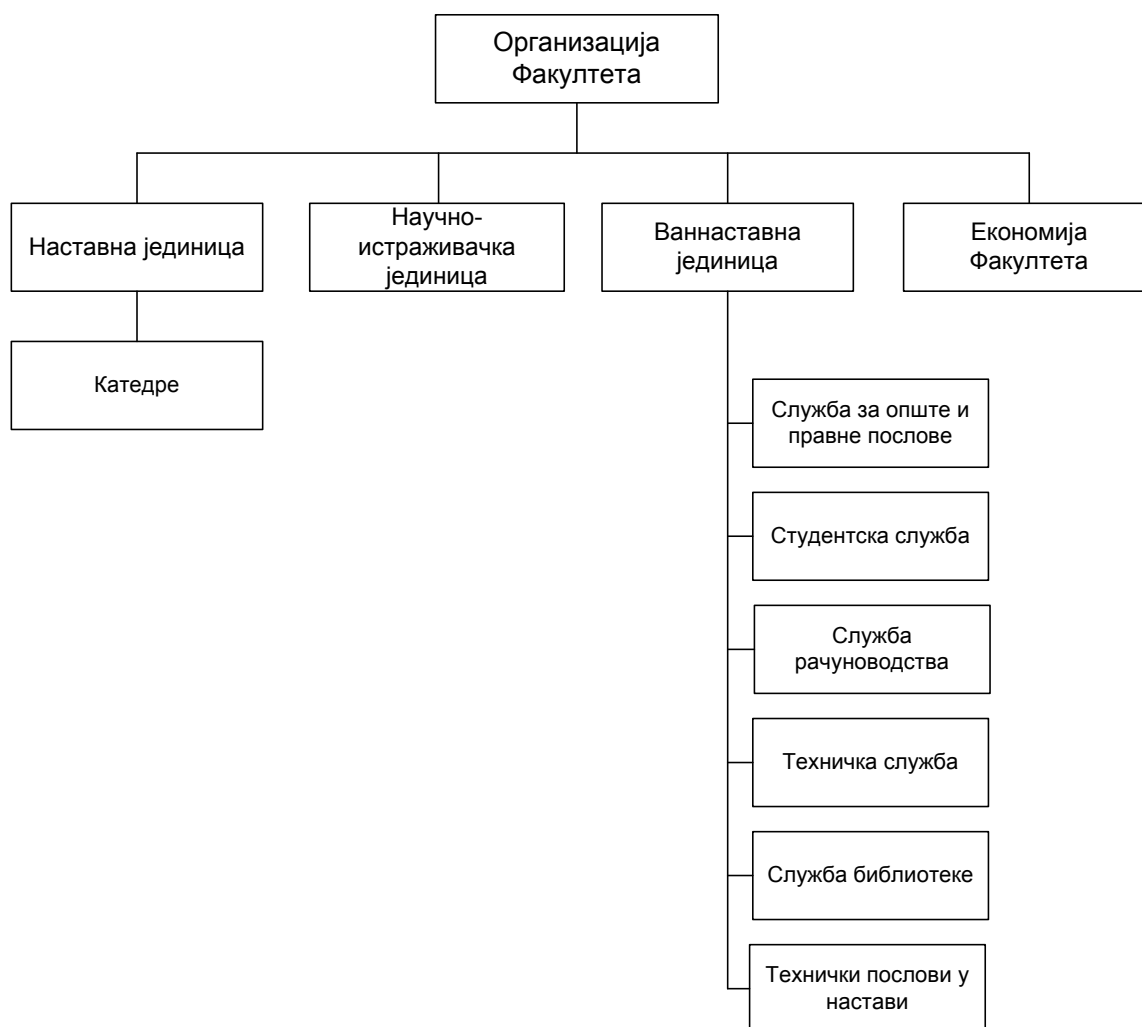 Организација
Факултета
Наставна јединица
Научно-
истраживачка
јединица
Ваннаставна
јединица
Економија
Факултета
Катедре
Служба за опште и
правне послове
Студентска служба
Служба
рачуноводства
Техничка служба
Служба библиотеке
Технички послови у
настави